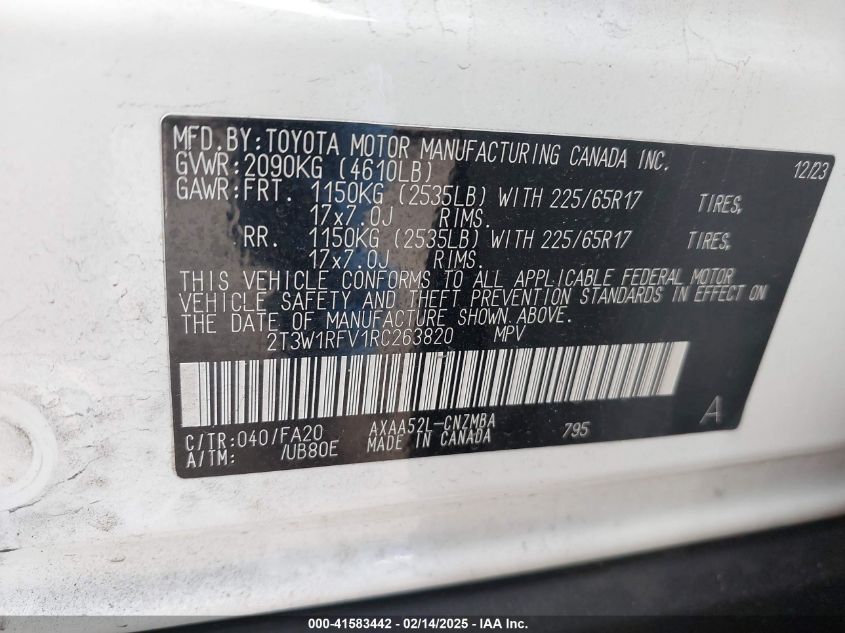 MFD.BY:TOYOTA MOTOR MANUFACTURING CANADA INC. 12/23
GVWR:2090KG (4610LB)
GAWR:FRT. 1150KG (2535LB) WITH 225/65R17 TIRES,
17x7.0J RIMS.
RR. 1150KG (2535LB) WITH 225/65R17 TIRES,
17x7.0J RIMS.
THIS VEHICLE CONFORMS TO ALL APPLICABLE FEDERAL MOTOR
VEHICLE SAFETY AND THEFT PREVENTION STANDARDS IN EFFECT ON
THE DATE OF MANUFACTURE SHOWN ABOVE.
2T3W1RFV1RC263820 MPV
C/TR:040/FA20 AXAA52L-CNZMBA 795 A
A/TM: /UB80E MADE IN CANADA
000-41583442 - 02/14/2025 - IAA Inc.